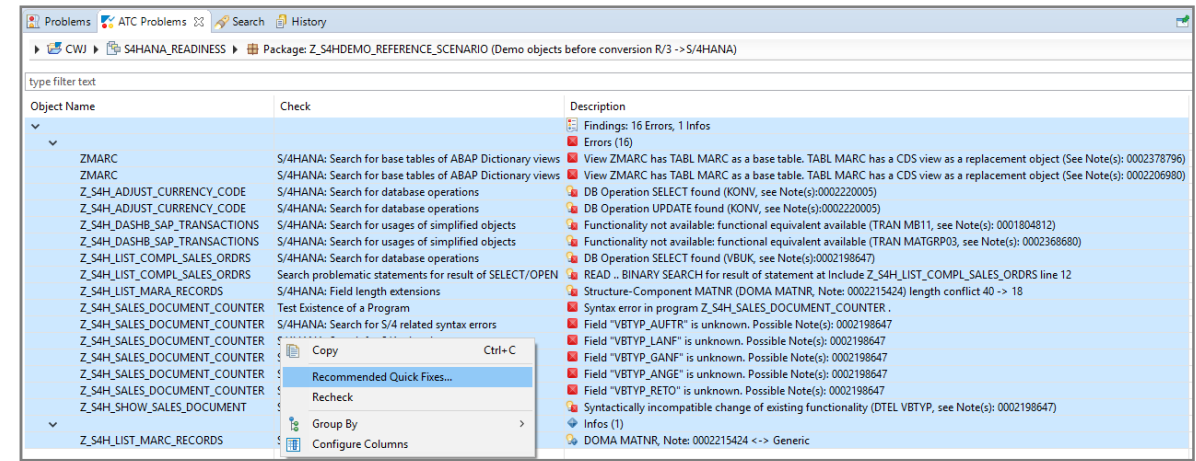 Problems ATC Problems Search History
CWJ S4HANA_READINESS Package: Z_S4HDEMO_REFERENCE_SCENARIO (Demo objects before conversion R/3 ->S/4HANA)
type filter text
Object Name Check Description
Findings: 16 Errors, 1 Infos
Errors (16)
ZMARC S/4HANA: Search for base tables of ABAP Dictionary views View ZMARC has TABL MARC as a base table. TABL MARC has a CDS view as a replacement object (See Note(s): 0002378796)
ZMARC S/4HANA: Search for base tables of ABAP Dictionary views View ZMARC has TABL MARC as a base table. TABL MARC has a CDS view as a replacement object (See Note(s): 0002206980)
Z_S4H_ADJUST_CURRENCY_CODE S/4HANA: Search for database operations DB Operation SELECT found (KONV, see Note(s):0002220005)
Z_S4H_ADJUST_CURRENCY_CODE S/4HANA: Search for database operations DB Operation UPDATE found (KONV, see Note(s):0002220005)
Z_S4H_DASHB_SAP_TRANSACTIONS S/4HANA: Search for usages of simplified objects Functionality not available: functional equivalent available (TRAN MB11, see Note(s): 0001804812)
Z_S4H_DASHB_SAP_TRANSACTIONS S/4HANA: Search for usages of simplified objects Functionality not available: functional equivalent available (TRAN MATGRP03, see Note(s): 0002368680)
Z_S4H_LIST_COMPL_SALES_ORDRS S/4HANA: Search for database operations DB Operation SELECT found (VBUK, see Note(s):0002198647)
Z_S4H_LIST_COMPL_SALES_ORDRS Search problematic statements for result of SELECT/OPEN READ .. BINARY SEARCH for result of statement at Include Z_S4H_LIST_COMPL_SALES_ORDRS line 12
Z_S4H_LIST_MARA_RECORDS S/4HANA: Field length extensions Structure-Component MATNR (DOMA MATNR, Note: 0002215424) length conflict 40 -> 18
Z_S4H_SALES_DOCUMENT_COUNTER Test Existence of a Program Syntax error in program Z_S4H_SALES_DOCUMENT_COUNTER .
Z_S4H_SALES_DOCUMENT_COUNTER S/4HANA: Search for S/4 related syntax errors Field "VBTYP_AUFTR" is unknown. Possible Note(s): 0002198647
Z_S4H_SALES_DOCUMENT_COUNTER Field "VBTYP_LANF" is unknown. Possible Note(s): 0002198647
Copy Ctrl+C
Z_S4H_SALES_DOCUMENT_COUNTER Field "VBTYP_GANF" is unknown. Possible Note(s): 0002198647
Z_S4H_SALES_DOCUMENT_COUNTER Recommended Quick Fixes... Field "VBTYP_ANGE" is unknown. Possible Note(s): 0002198647
Z_S4H_SALES_DOCUMENT_COUNTER Recheck Field "VBTYP_RETO" is unknown. Possible Note(s): 0002198647
Z_S4H_SHOW_SALES_DOCUMENT Syntactically incompatible change of existing functionality (DTEL VBTYP, see Note(s): 0002198647)
Group By Infos (1)
Z_S4H_LIST_MARC_RECORDS Configure Columns DOMA MATNR, Note: 0002215424 <-> Generic